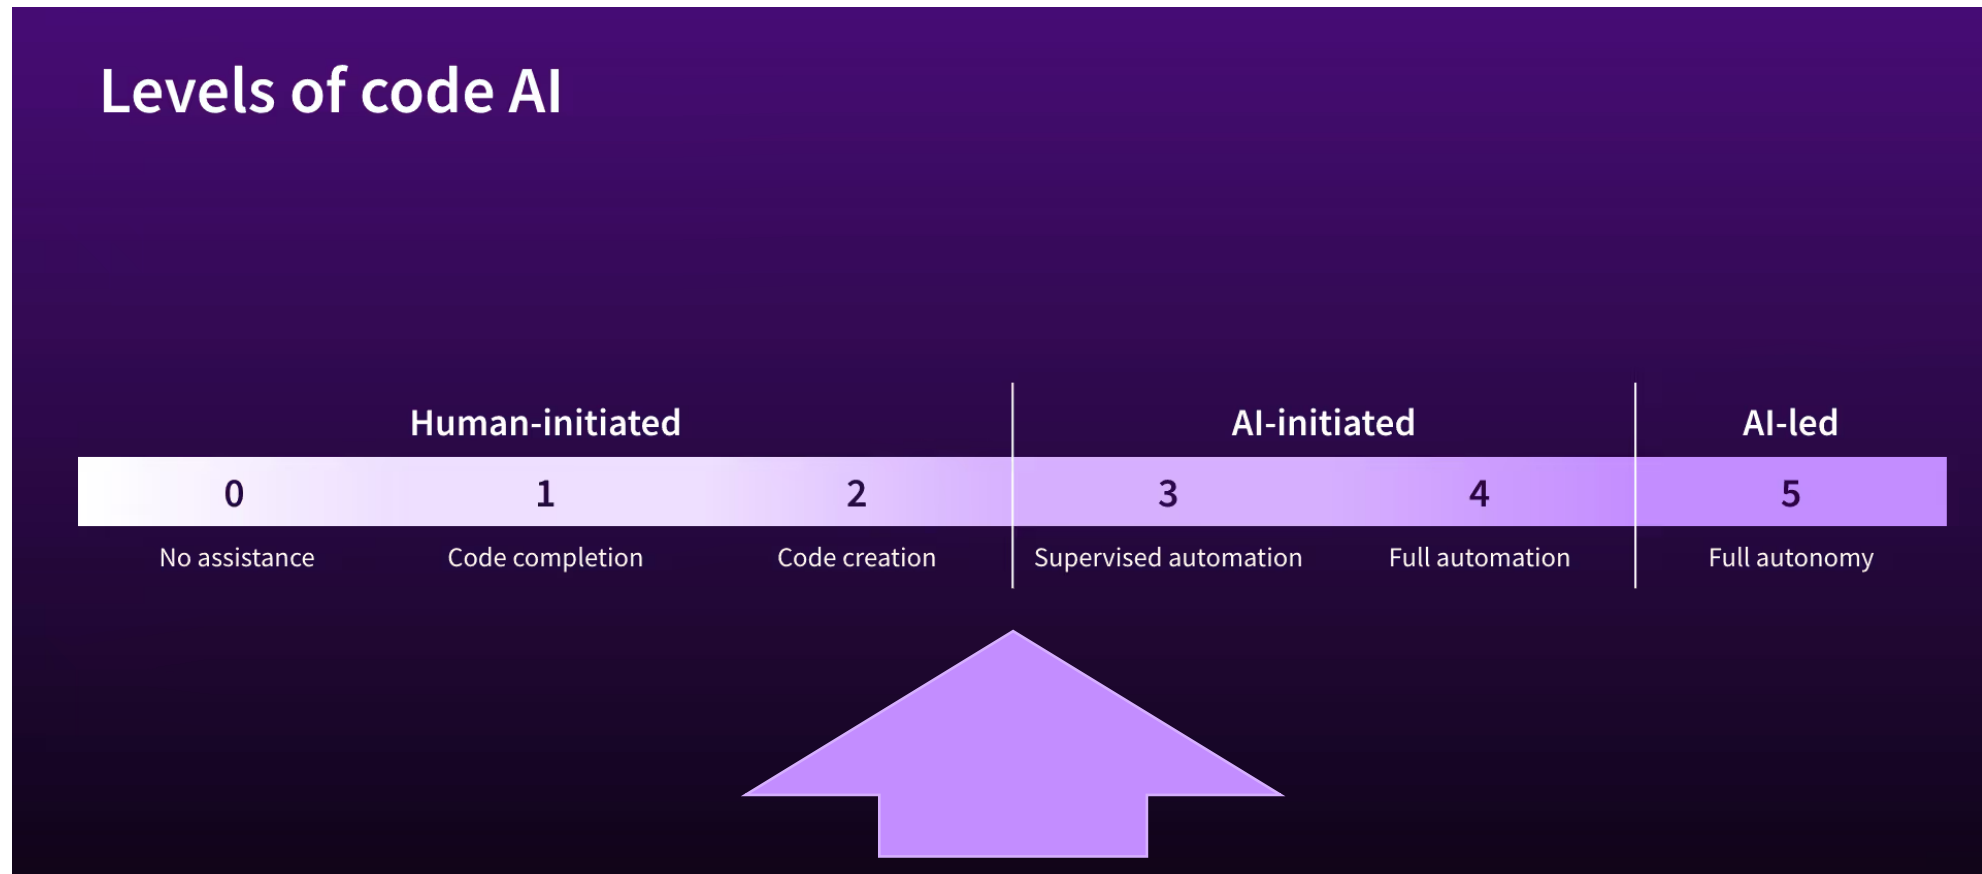 Levels of code AI
Human-initiated
AI-initiated
AI-led
0
1
2
3
4
5
No assistance
Code completion
Code creation
Supervised automation
Full automation
Full autonomy